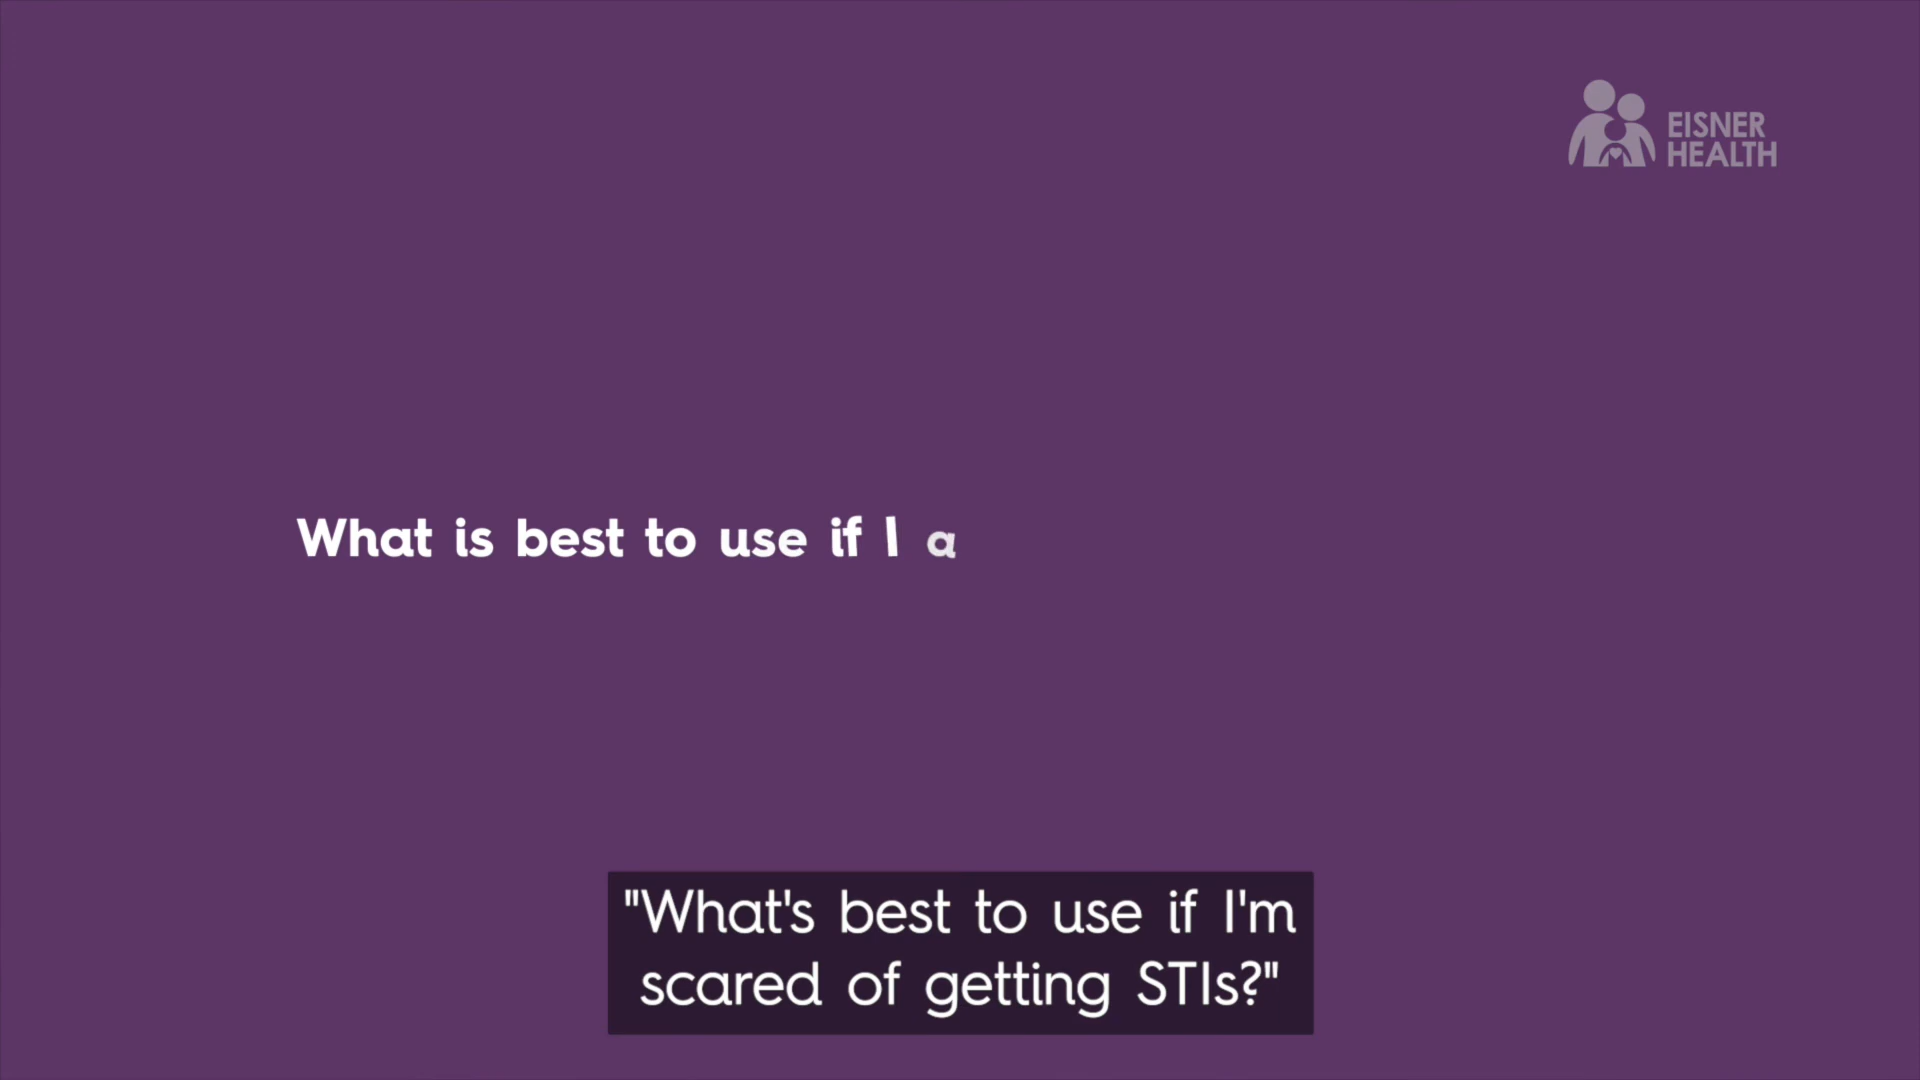 EISNER
HEALTH
What is best to use if I a
"What's best to use if I'm
scared of getting STIs?"